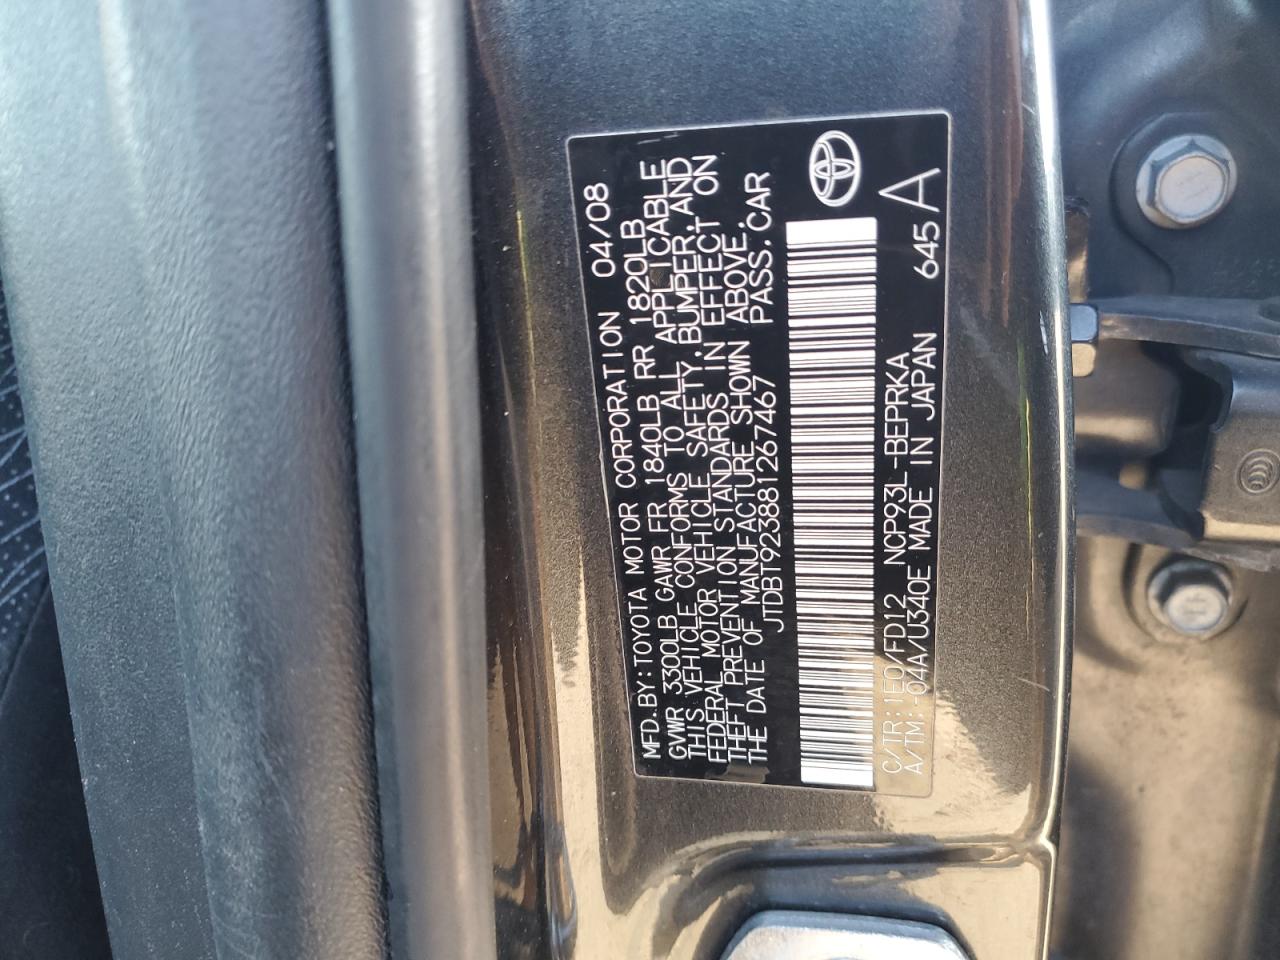 MFD.BY:TOYOTA MOTOR CORPORATION 04/08
GVWR 3300LB GAWR FR 1840LB RR 1820LB
THIS VEHICLE CONFORMS TO ALL APPLICABLE
FEDERAL MOTOR VEHICLE SAFETY,BUMPER,AND
THEFT PREVENTION STANDARDS IN EFFECT ON
THE DATE OF MANUFACTURE SHOWN ABOVE.
JTDBT923881267467 PASS.CAR
C/TR:1E0/FD12 NCP93L-BEPRKA
A/TM:-04A/U340E MADE IN JAPAN 645A